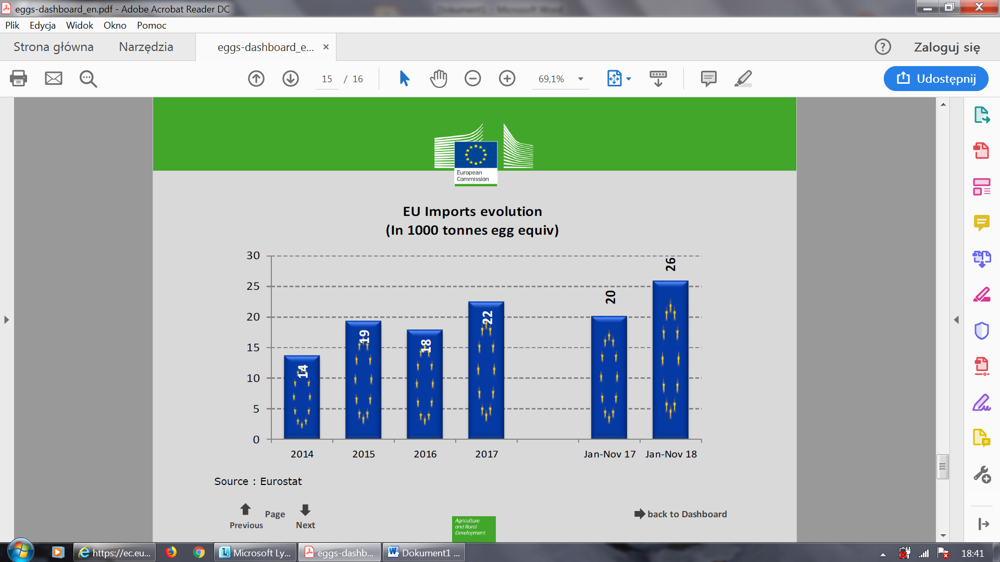 eggs-dashboard_en.pdf - Adobe Acrobat Reader DC
Dokument1 - Microsoft Word
Plik Edycja Widok Okno Pomoc
Strona główna Narzędzia eggs-dashboard_e... × Zaloguj się
15 / 16 69,1% Udostępnij
European
Commission
EU Imports evolution
(In 1000 tonnes egg equiv)
30
25
20
15
10
5
0
14
19
18
22
20
26
2014 2015 2016 2017 Jan-Nov 17 Jan-Nov 18
Source : Eurostat
Previous Page Next
back to Dashboard
Agriculture
and Rural
Development
https://ec.eu... Microsoft Ly... eggs-dashb... Dokument1 ... 18:41